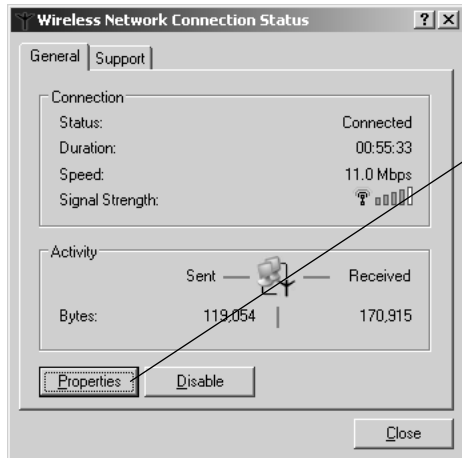 Wireless Network Connection Status
General Support
Connection
Status: Connected
Duration: 00:55:33
Speed: 11.0 Mbps
Signal Strength:
Activity
Sent Received
Bytes: 119,054 170,915
Properties Disable
Close